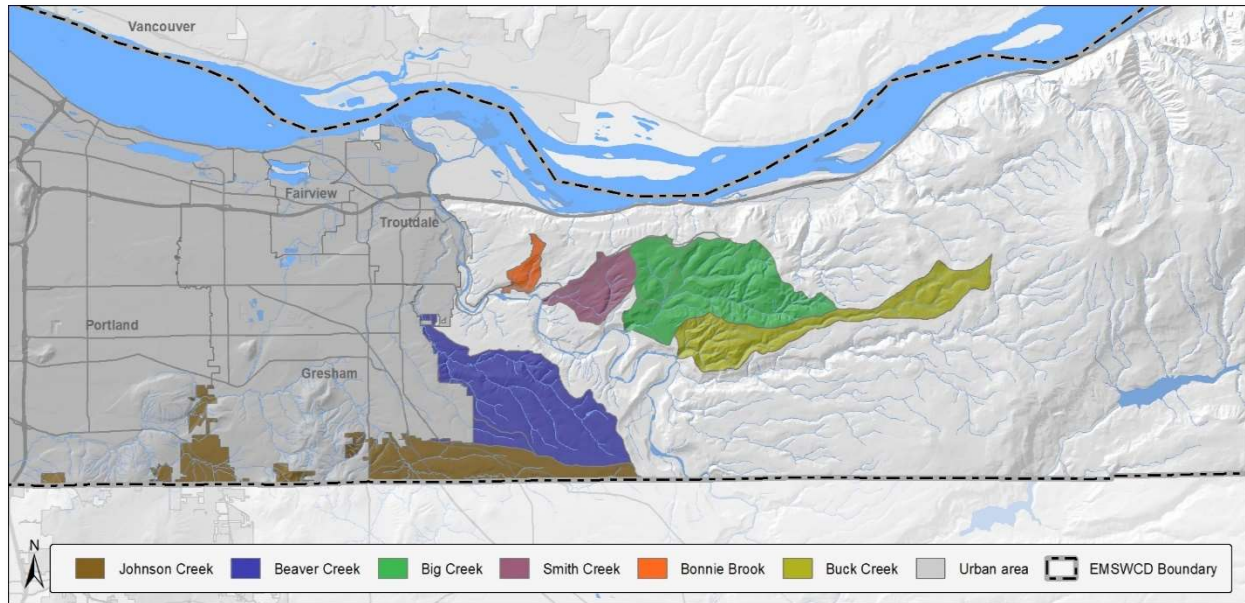 Vancouver
Fairview
Troutdale
Portland
Gresham
N
Johnson Creek
Beaver Creek
Big Creek
Smith Creek
Bonnie Brook
Buck Creek
Urban area
EMSWCD Boundary